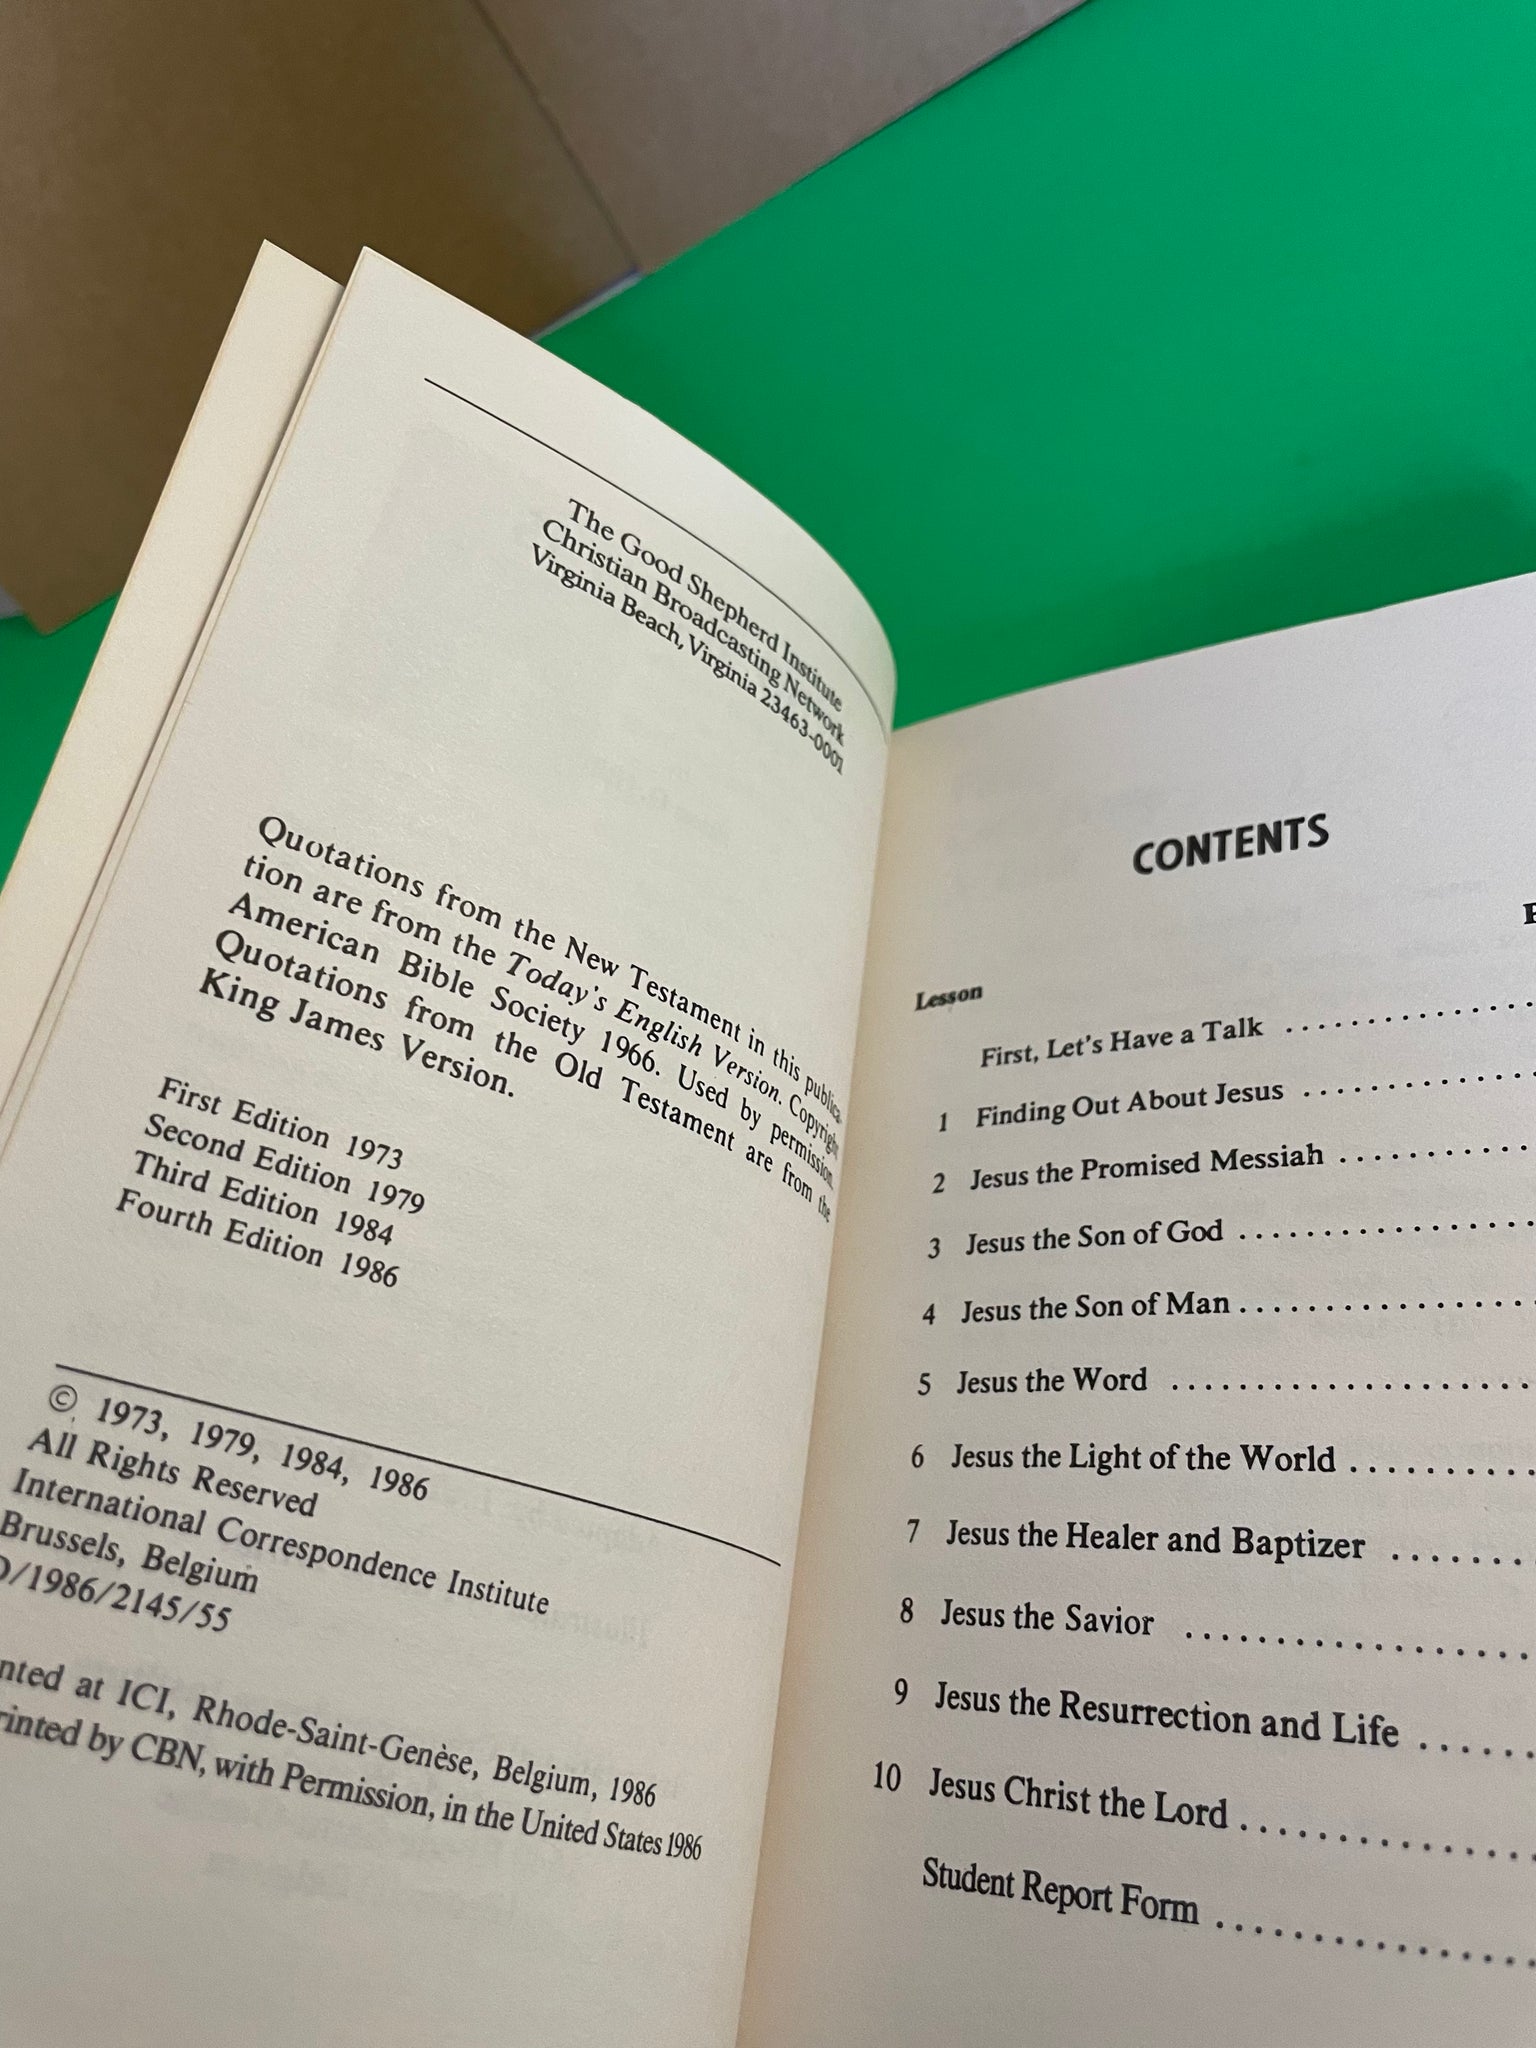 The Good Shepherd Institute
Christian Broadcasting Network
Virginia Beach, Virginia 23463-0001
Quotations from the New Testament in this publica-
tion are from the Today's English Version. Copyright
American Bible Society 1966. Used by permission.
Quotations from the Old Testament are from the
King James Version.
First Edition 1973
Second Edition 1979
Third Edition 1984
Fourth Edition 1986
© 1973, 1979, 1984, 1986
All Rights Reserved
International Correspondence Institute
Brussels, Belgium
D/1986/2145/55
nted at ICI, Rhode-Saint-Genèse, Belgium, 1986
rinted by CBN, with Permission, in the United States 1986
CONTENTS
Lesson
First, Let's Have a Talk
1 Finding Out About Jesus
2 Jesus the Promised Messiah
3 Jesus the Son of God
4 Jesus the Son of Man
5 Jesus the Word
6 Jesus the Light of the World
7 Jesus the Healer and Baptizer
8 Jesus the Savior
9 Jesus the Resurrection and Life
10 Jesus Christ the Lord
Student Report Form